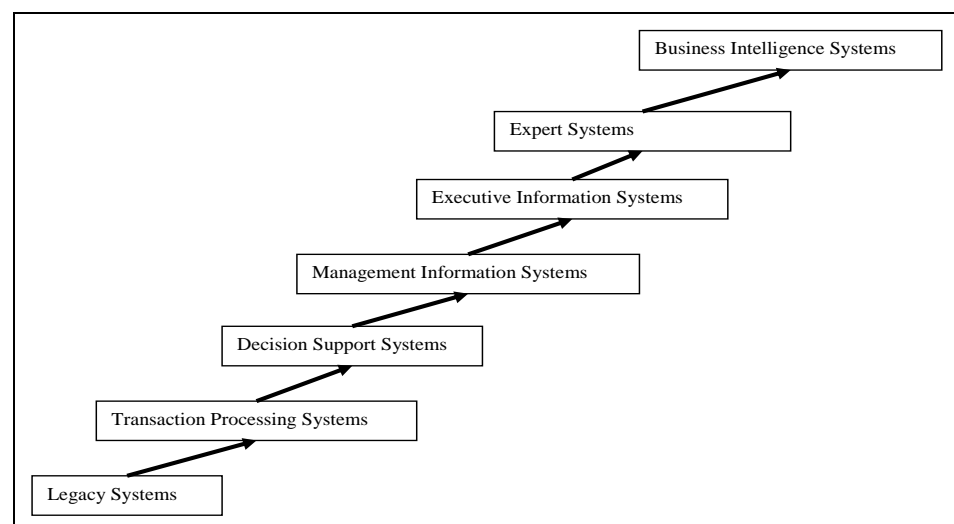 Business Intelligence Systems
Expert Systems
Executive Information Systems
Management Information Systems
Decision Support Systems
Transaction Processing Systems
Legacy Systems